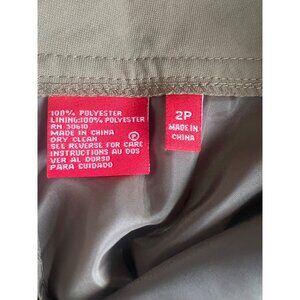 100% POLYESTER
LINING:100% POLYESTER
RN 50610
MADE IN CHINA
DRY CLEAN
SEE REVERSE FOR CARE
INSTRUCTIONS AU DOS
VER AL DORSO
PARA CUIDADO
P
2P
MADE IN
CHINA